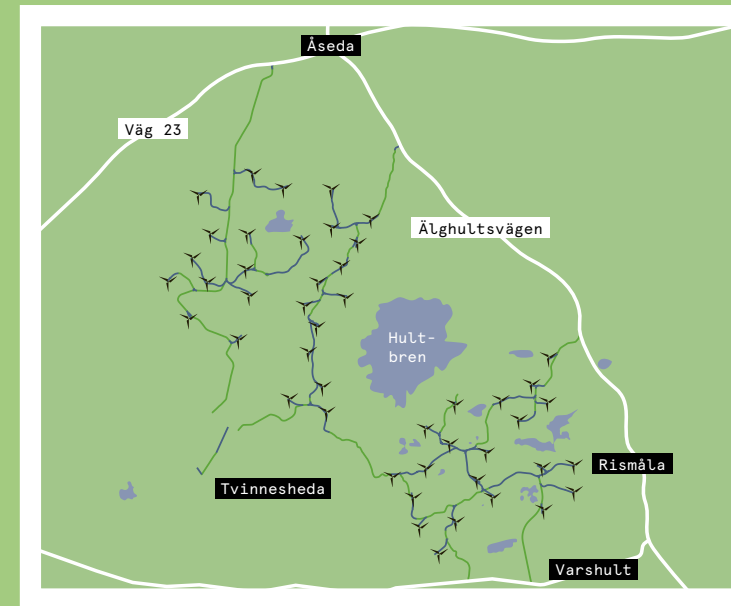 Åseda
Väg 23
Älghultsvägen
Hult-
bren
Rismåla
Tvinnesheda
Varshult